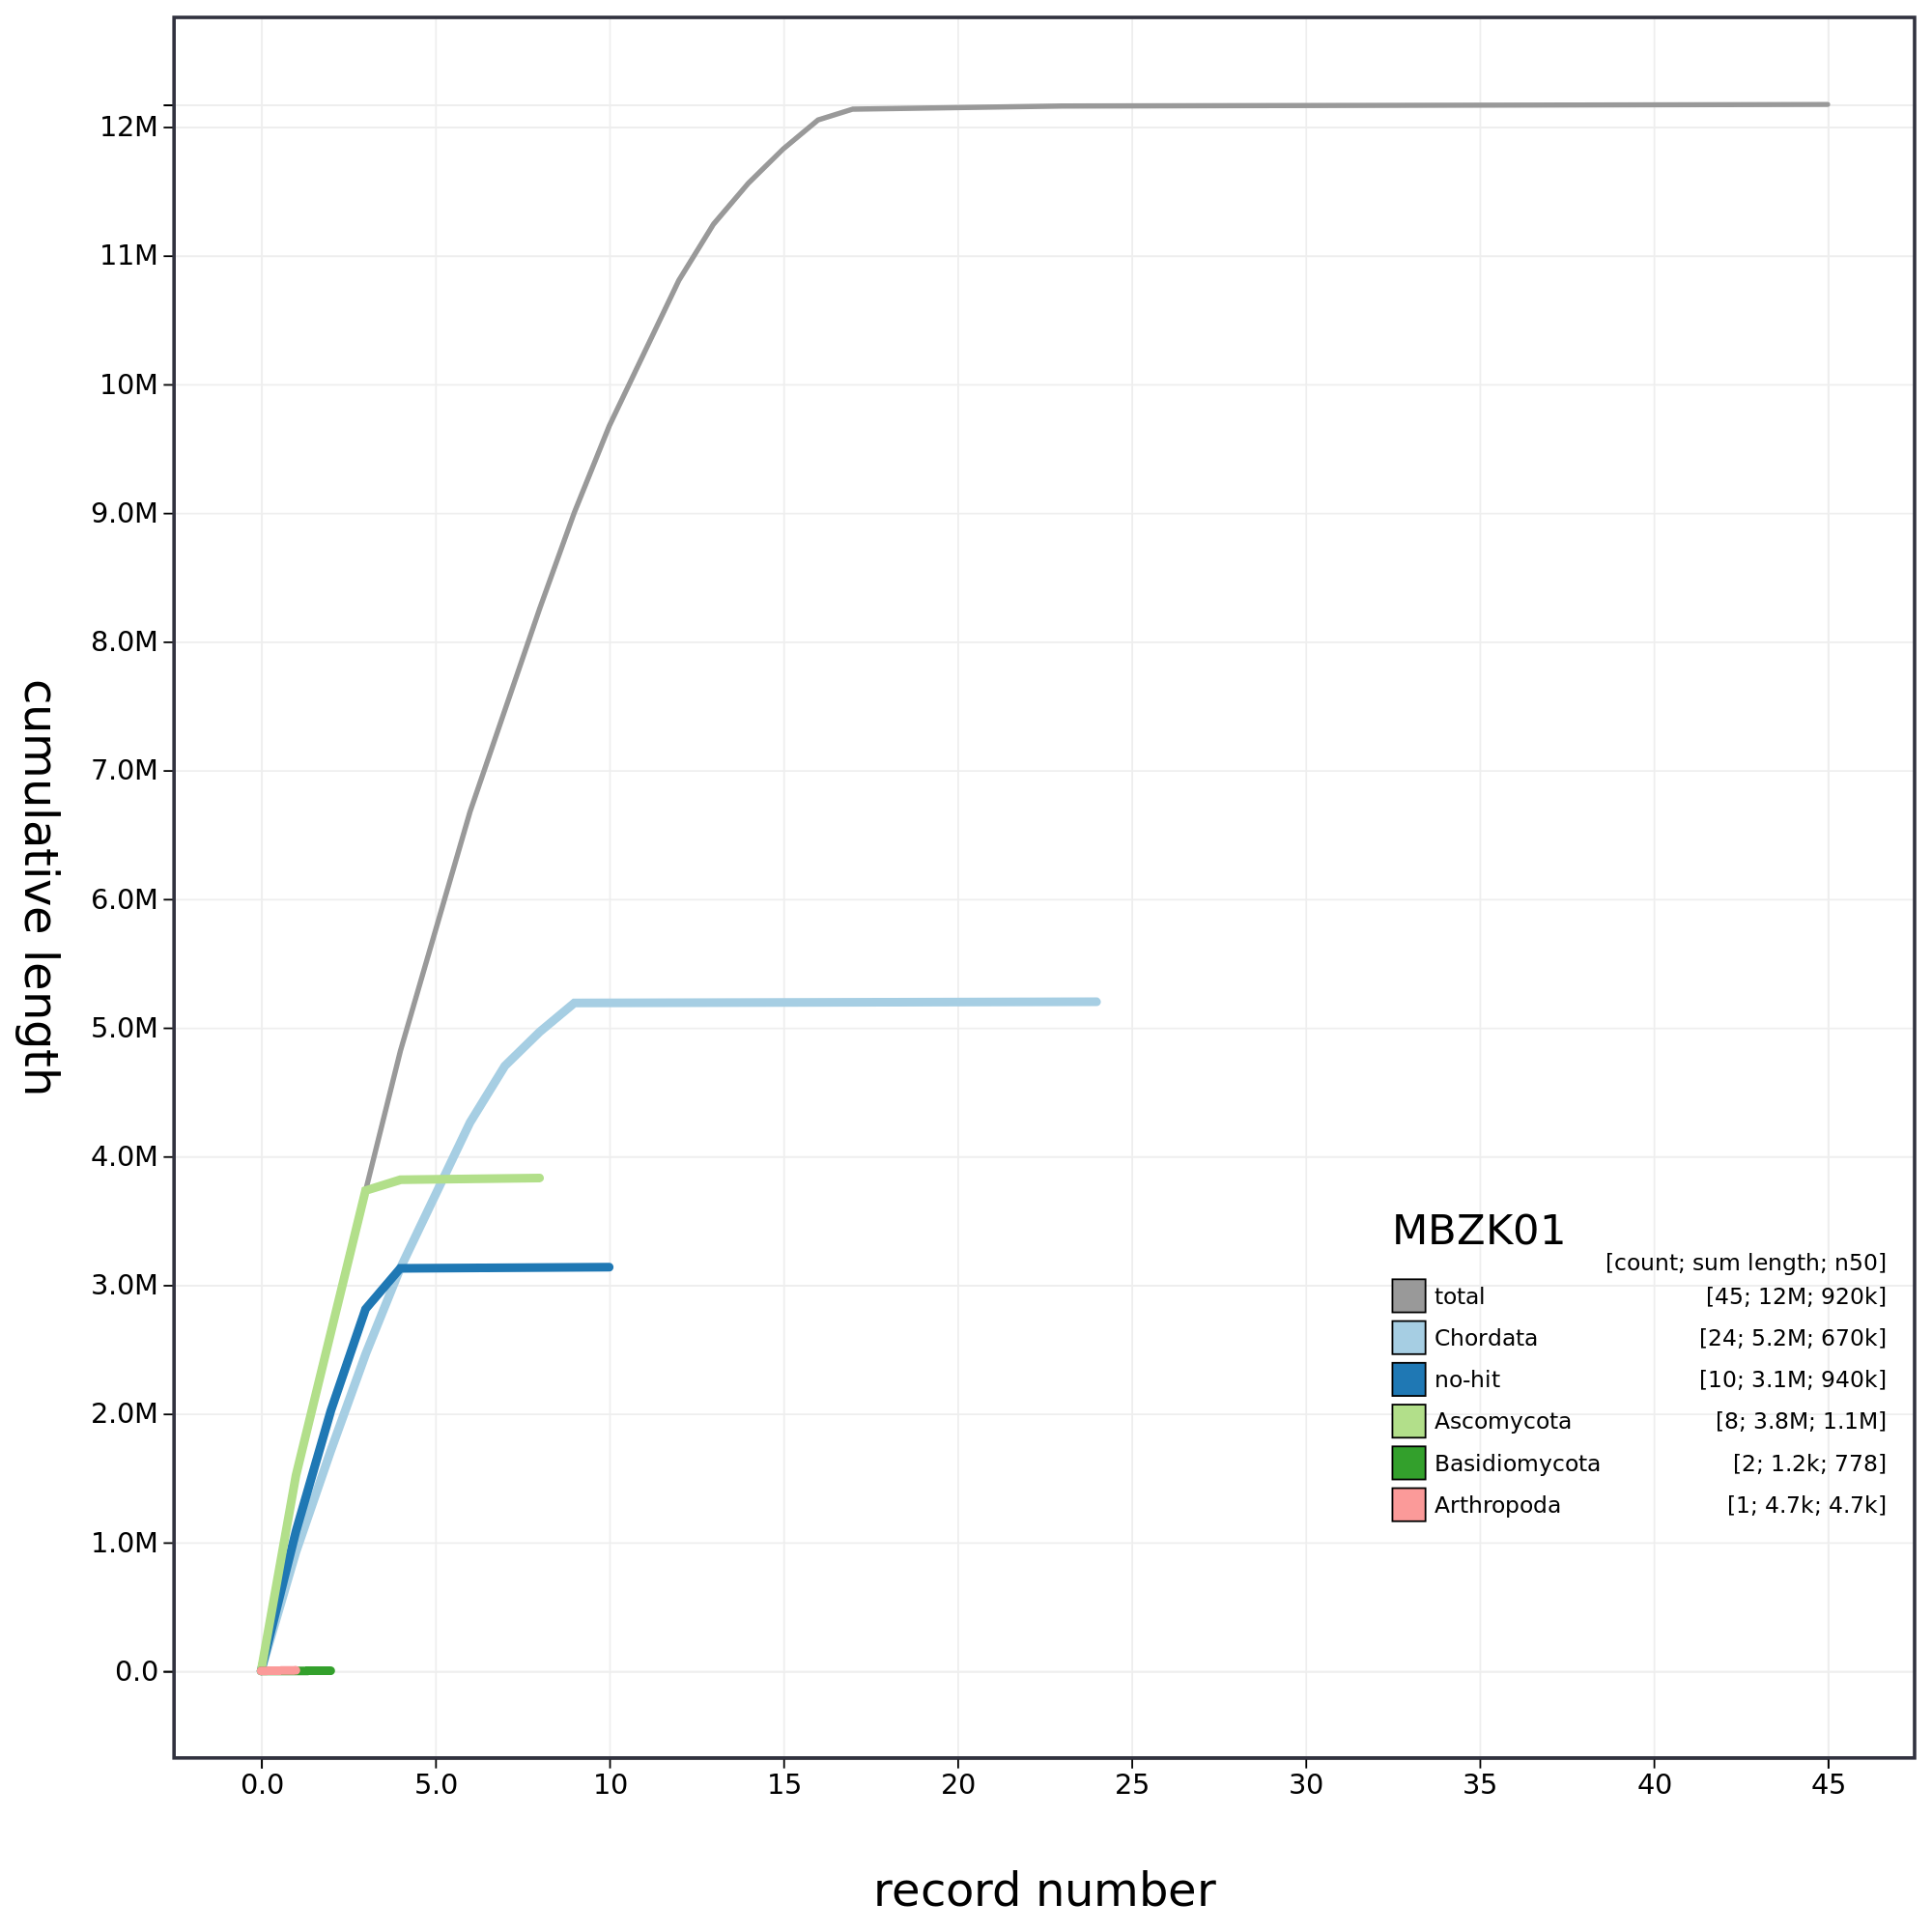 12M
11M
10M
9.0M
8.0M
7.0M
6.0M
5.0M
4.0M
3.0M
2.0M
1.0M
0.0
cumulative length
MBZK01
[count; sum length; n50]
total [45; 12M; 920k]
Chordata [24; 5.2M; 670k]
no-hit [10; 3.1M; 940k]
Ascomycota [8; 3.8M; 1.1M]
Basidiomycota [2; 1.2k; 778]
Arthropoda [1; 4.7k; 4.7k]
0.0 5.0 10 15 20 25 30 35 40 45
record number